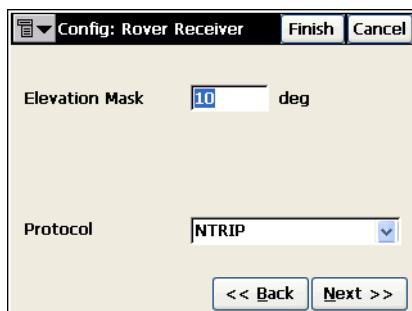 Config: Rover Receiver Finish Cancel
Elevation Mask 10 deg
Protocol NTRIP
<< Back Next >>